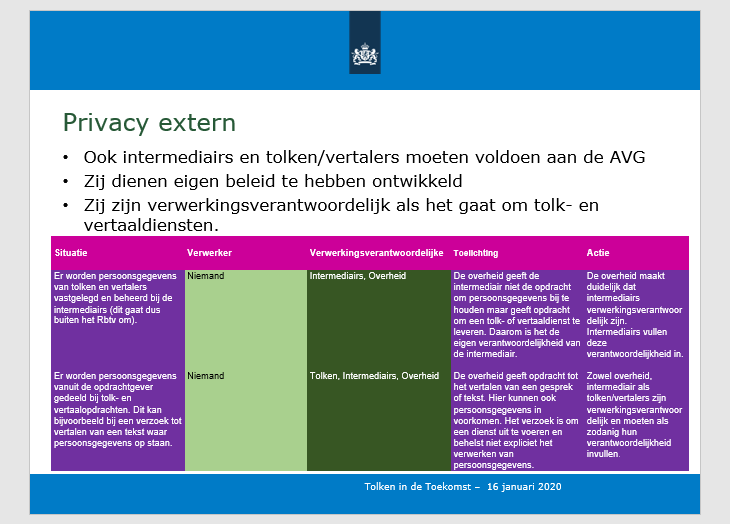 Privacy extern
• Ook intermediairs en tolken/vertalers moeten voldoen aan de AVG
• Zij dienen eigen beleid te hebben ontwikkeld
• Zij zijn verwerkingsverantwoordelijk als het gaat om tolk- en
vertaaldiensten.
Situatie Verwerker Verwerkingsverantwoordelijke Toelichting Actie
Er worden persoonsgegevens
van tolken en vertalers
vastgelegd en beheerd bij de
intermediairs (dit gaat dus
buiten het Rbtv om).
Niemand
Intermediairs, Overheid
De overheid geeft de
intermediair niet de opdracht
om persoonsgegevens bij te
houden maar geeft opdracht
om een tolk- of vertaaldienst te
leveren. Daarom is het de
eigen verantwoordelijkheid van
de intermediair.
De overheid maakt
duidelijk dat
intermediairs
verwerkingsverantwoor
delijk zijn.
Intermediairs vullen
deze
verantwoordelijkheid in.
Er worden persoonsgegevens
vanuit de opdrachtgever
gedeeld bij tolk- en
vertaalopdrachten. Dit kan
bijvoorbeeld bij een verzoek tot
vertalen van een tekst waar
persoonsgegevens op staan.
Niemand
Tolken, Intermediairs, Overheid
De overheid geeft opdracht tot
het vertalen van een gesprek
of tekst. Hier kunnen ook
persoonsgegevens in
voorkomen. Het verzoek is om
een dienst uit te voeren en
behelst niet expliciet het
verwerken van
persoonsgegevens.
Zowel overheid,
intermediair als
tolken/vertalers zijn
verwerkingsverantwoor
delijk en moeten als
zodanig hun
verantwoordelijkheid
invullen.
Tolken in de Toekomst – 16 januari 2020